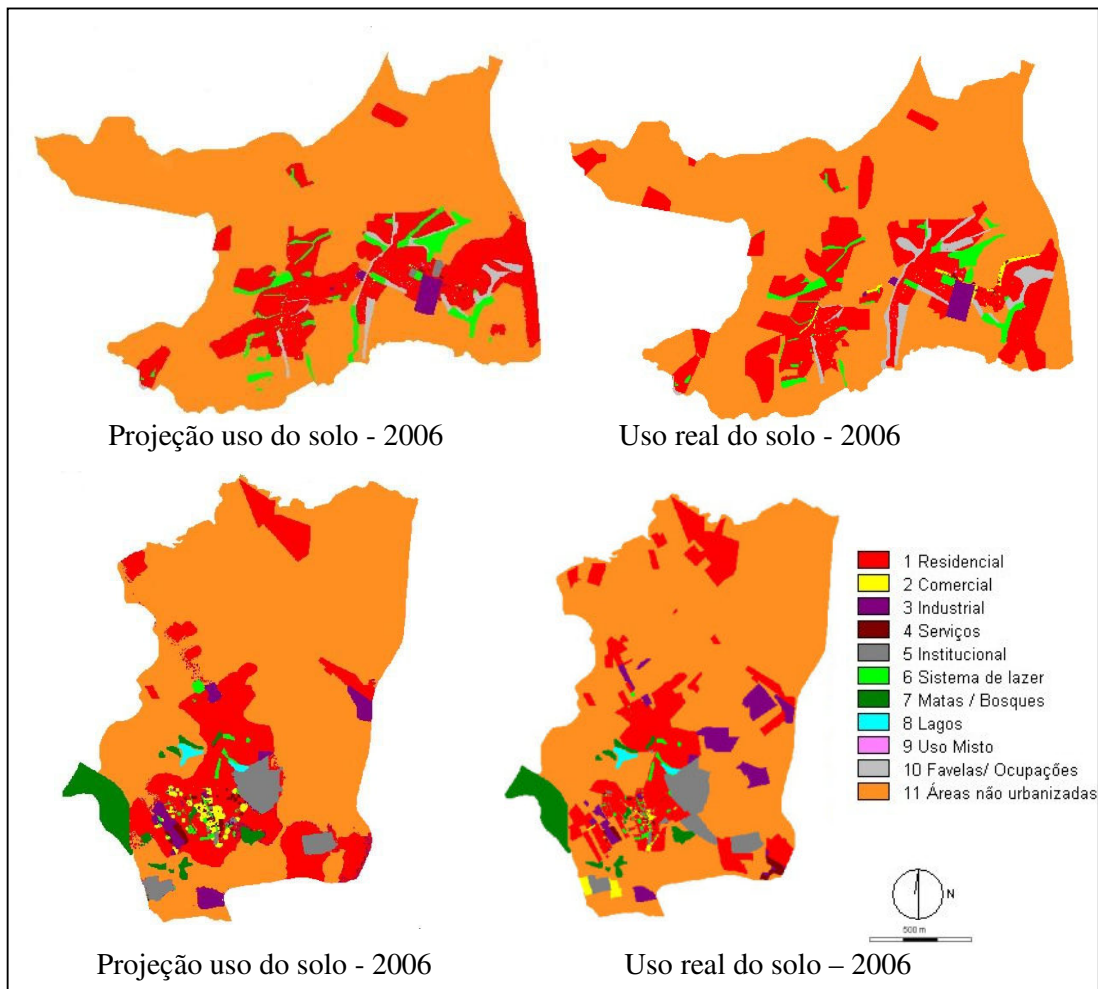 Projeção uso do solo - 2006
Uso real do solo - 2006
1 Residencial
2 Comercial
3 Industrial
4 Serviços
5 Institucional
6 Sistema de lazer
7 Matas / Bosques
8 Lagos
9 Uso Misto
10 Favelas/ Ocupações
11 Áreas não urbanizadas
N
500 m
Projeção uso do solo - 2006
Uso real do solo – 2006